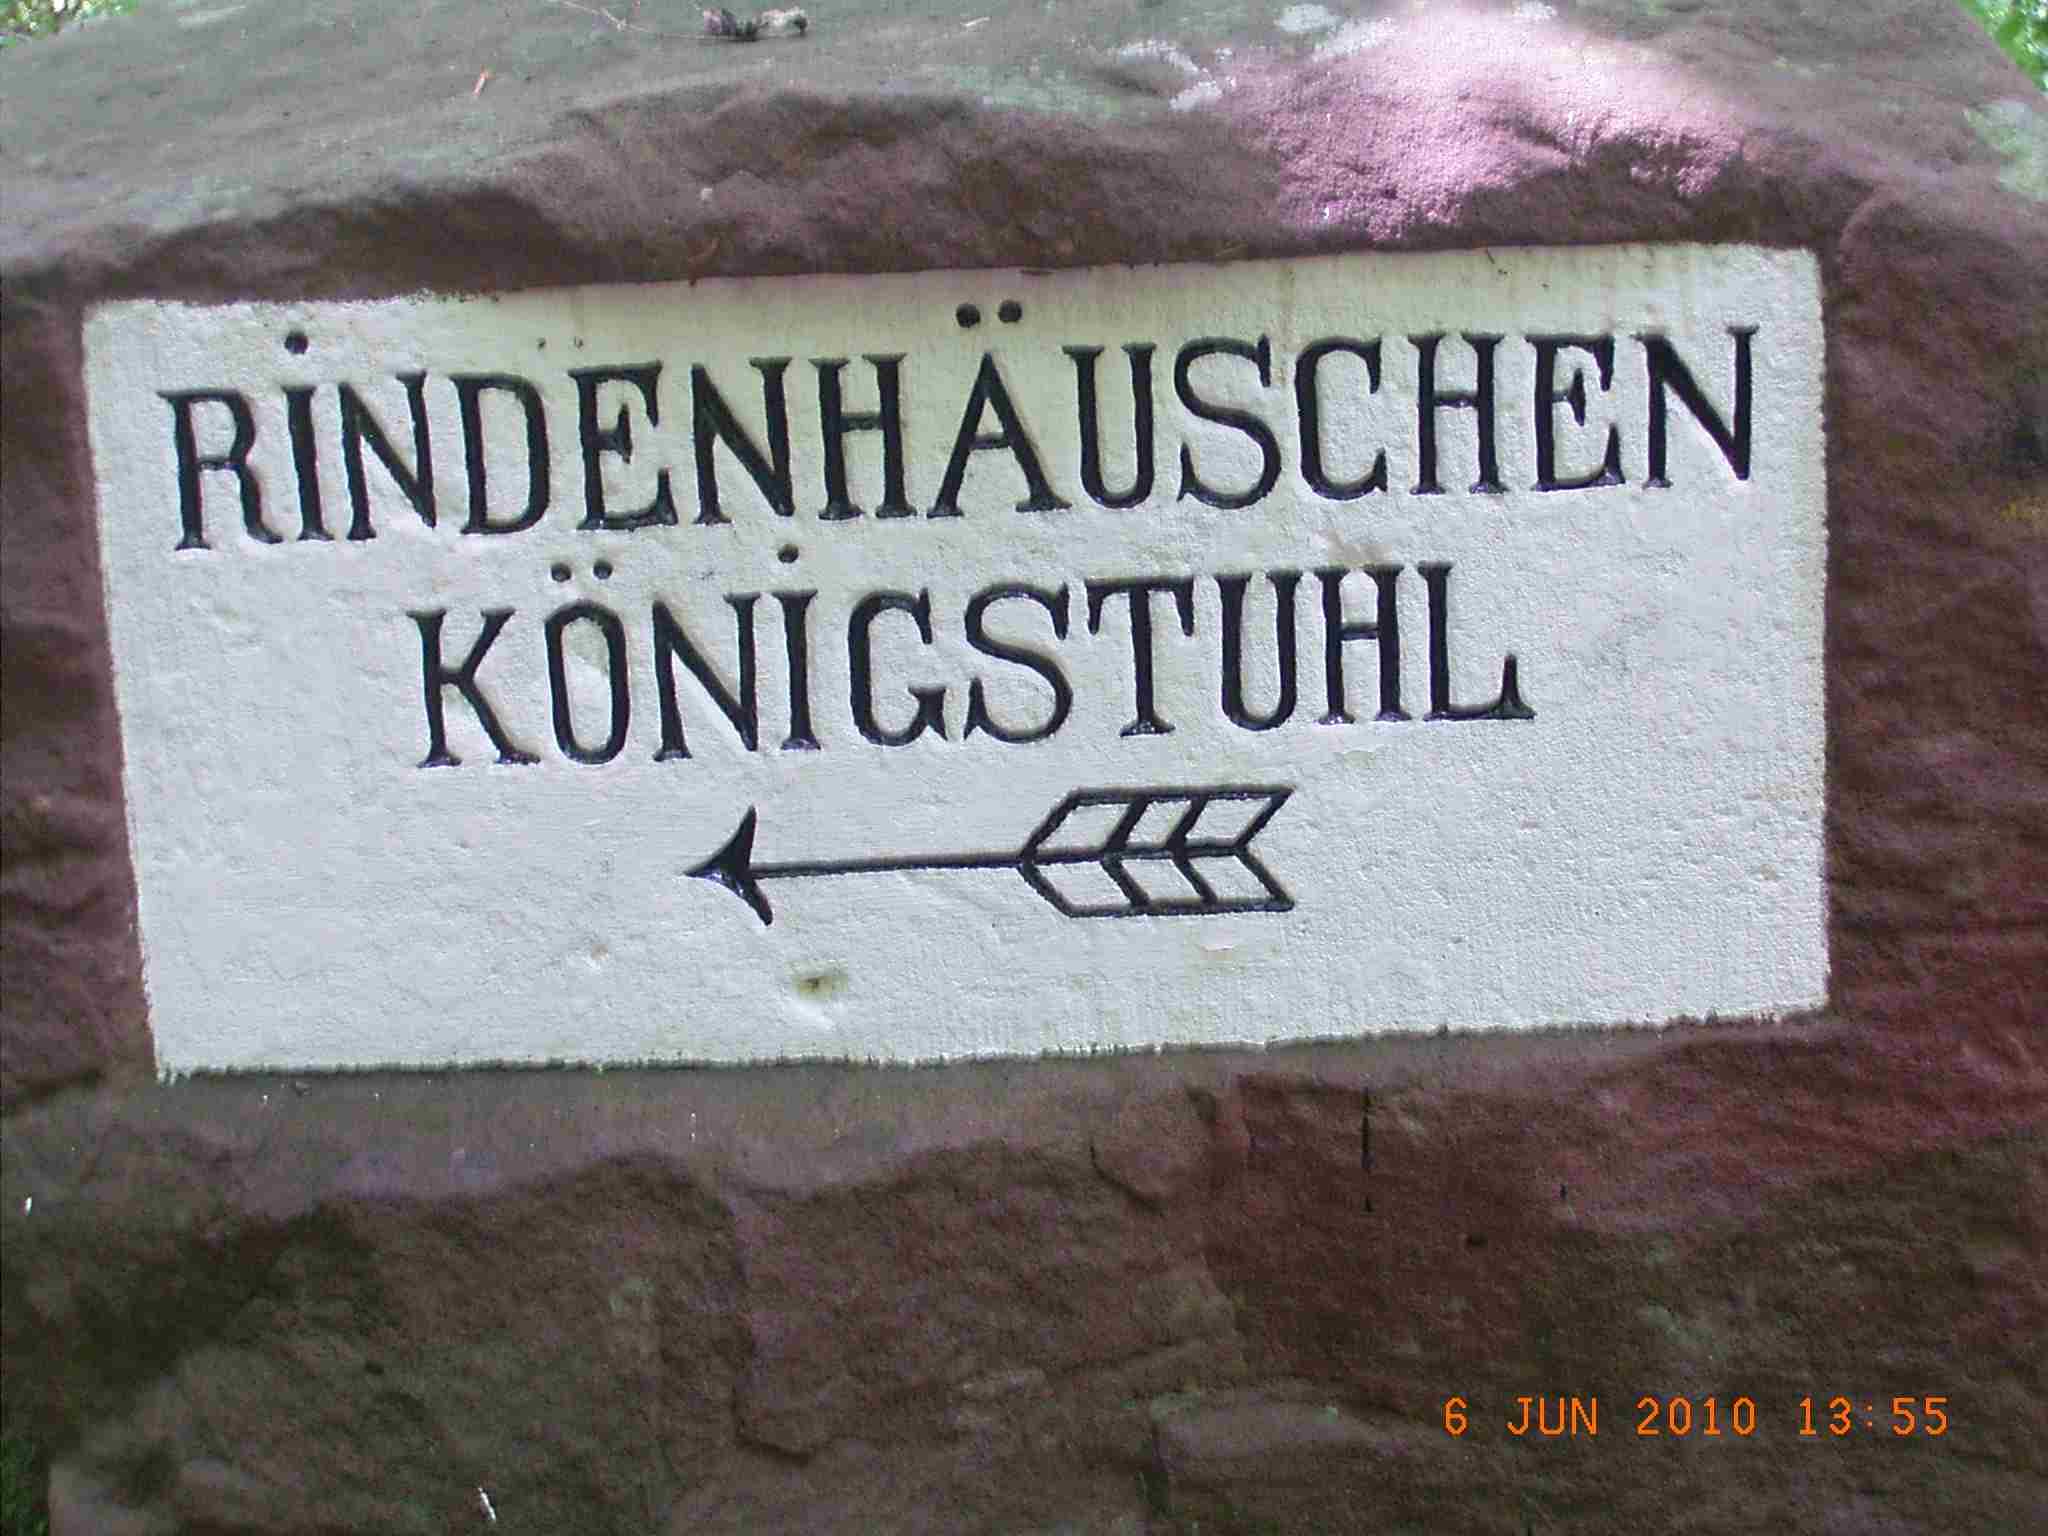 RINDENHÄUSCHEN
KÖNIGSTUHL
6 JUN 2010 13:55